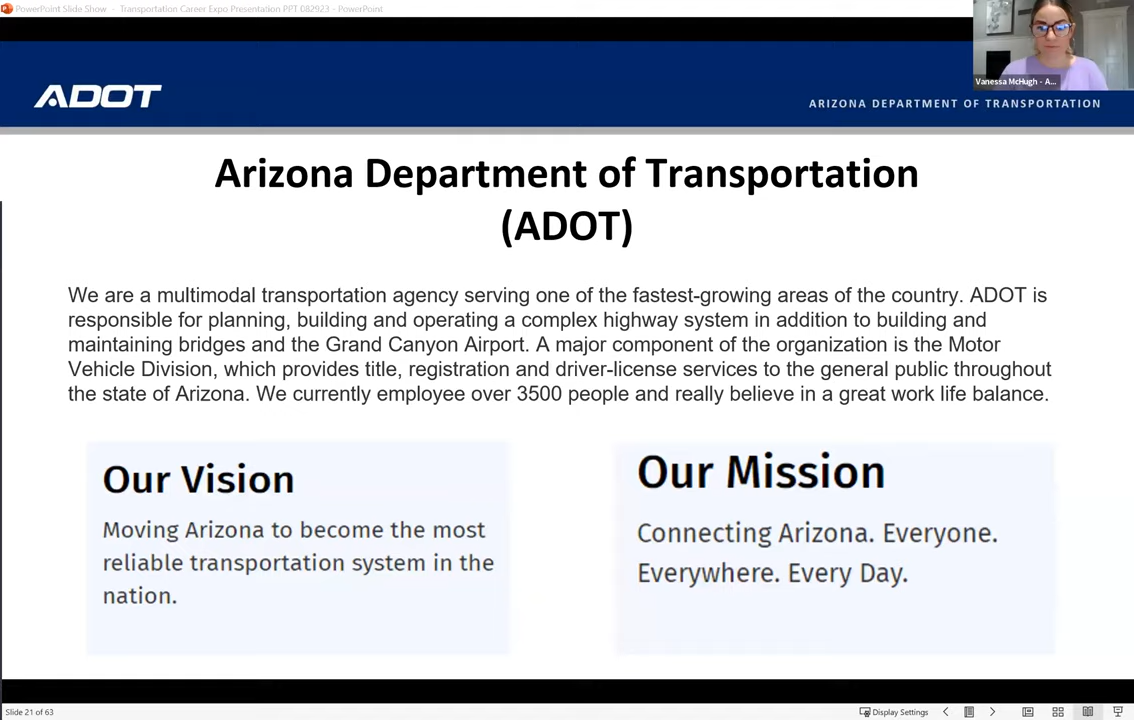 PowerPoint Slide Show - Transportation Career Expo Presentation PPT 082923 - PowerPoint
Vanessa McHugh - A...
ADOT
ARIZONA DEPARTMENT OF TRANSPORTATION
Arizona Department of Transportation
(ADOT)
We are a multimodal transportation agency serving one of the fastest-growing areas of the country. ADOT is
responsible for planning, building and operating a complex highway system in addition to building and
maintaining bridges and the Grand Canyon Airport. A major component of the organization is the Motor
Vehicle Division, which provides title, registration and driver-license services to the general public throughout
the state of Arizona. We currently employee over 3500 people and really believe in a great work life balance.
Our Vision
Moving Arizona to become the most
reliable transportation system in the
nation.
Our Mission
Connecting Arizona. Everyone.
Everywhere. Every Day.
Slide 21 of 63
Display Settings